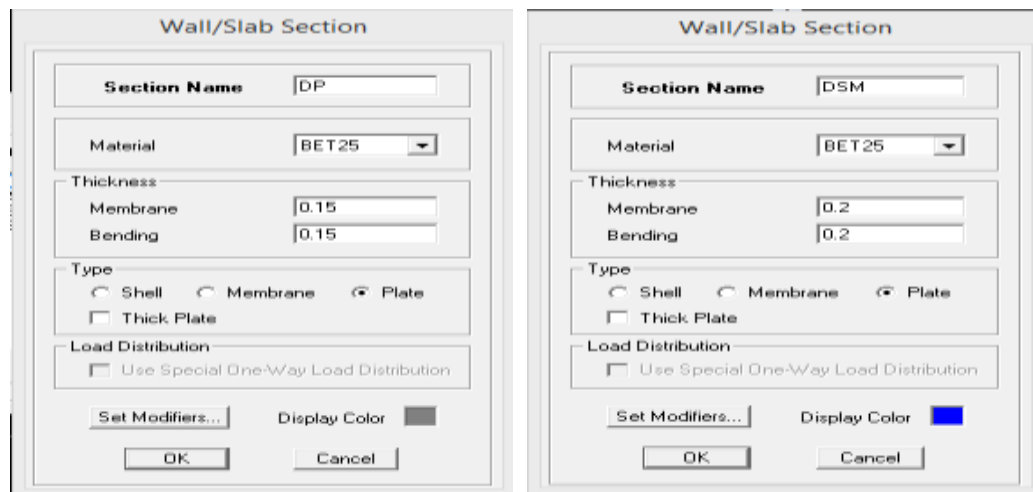 Wall/Slab Section
Section Name DP
Material BET25
Thickness
Membrane 0.15
Bending 0.15
Type
Shell Membrane Plate
Thick Plate
Load Distribution
Use Special One-Way Load Distribution
Set Modifiers... Display Color
OK Cancel
Wall/Slab Section
Section Name DSM
Material BET25
Thickness
Membrane 0.2
Bending 0.2
Type
Shell Membrane Plate
Thick Plate
Load Distribution
Use Special One-Way Load Distribution
Set Modifiers... Display Color
OK Cancel